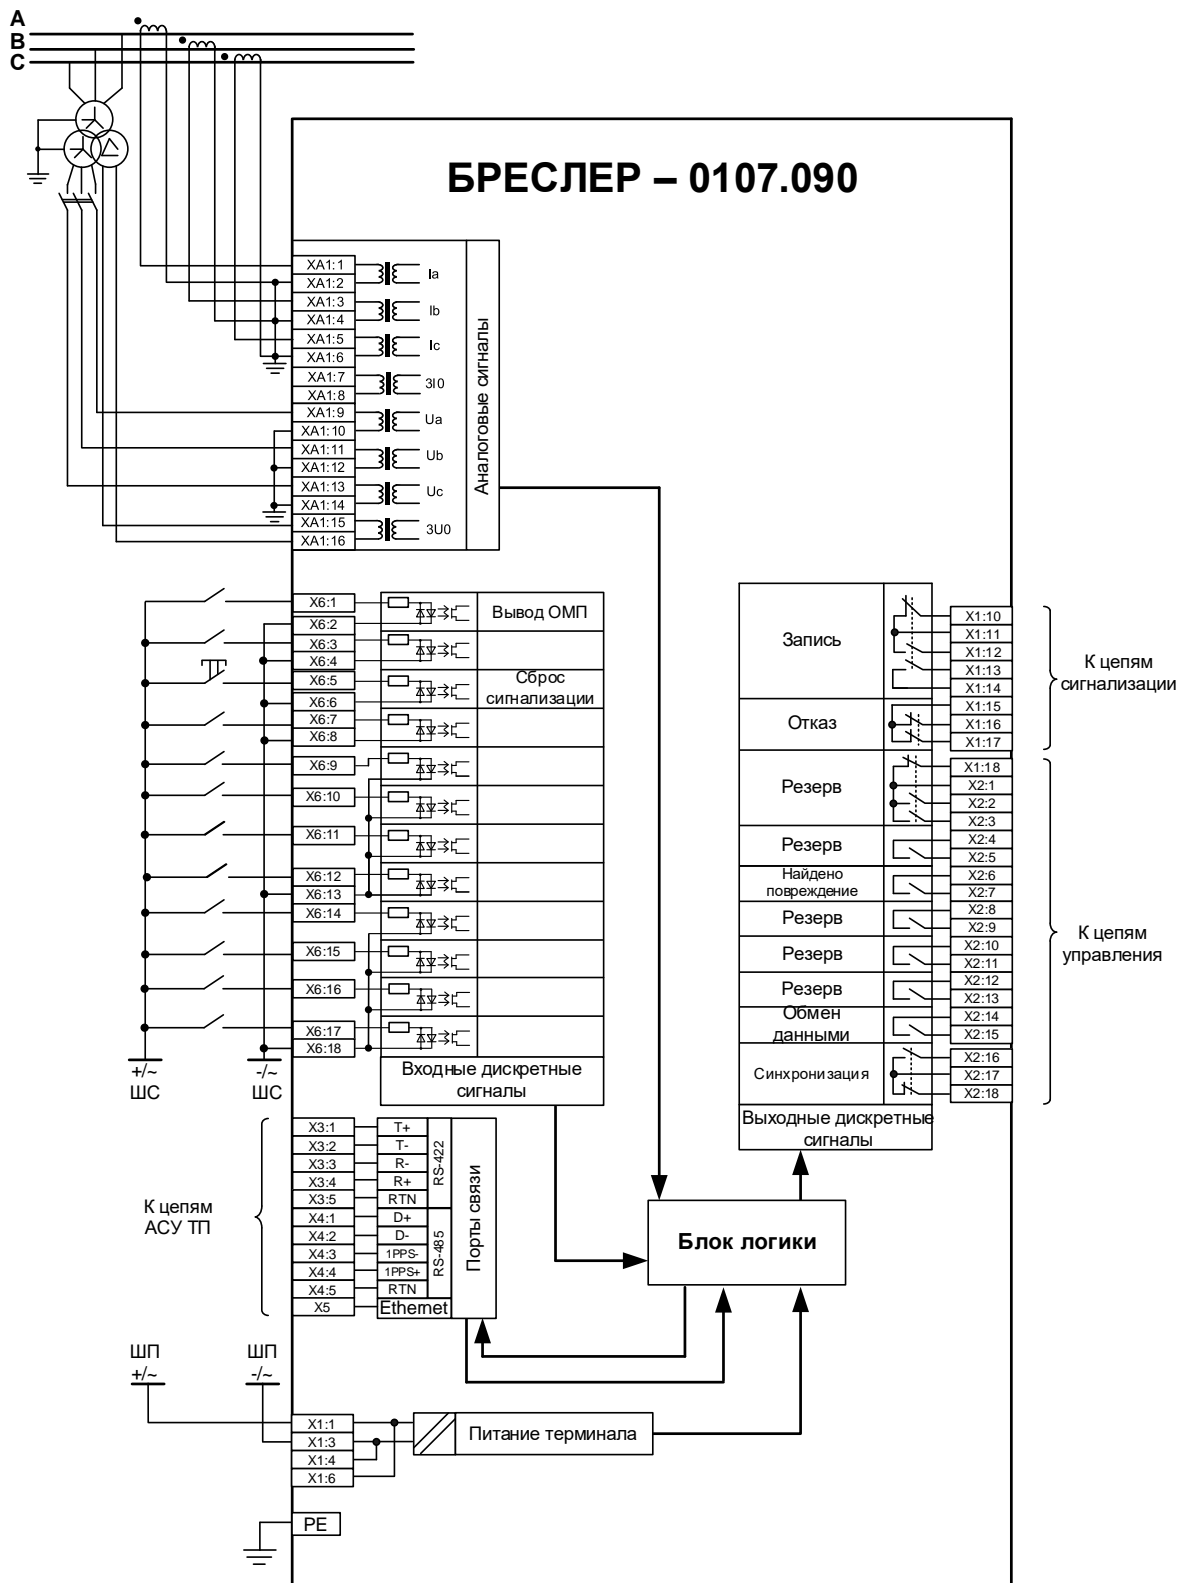 A
B
C
БРЕСЛЕР – 0107.090
XA1:1
XA1:2
XA1:3
XA1:4
XA1:5
XA1:6
XA1:7
XA1:8
XA1:9
XA1:10
XA1:11
XA1:12
XA1:13
XA1:14
XA1:15
XA1:16
Ia
Ib
Ic
3I0
Ua
Ub
Uc
3U0
Аналоговые сигналы
X6:1
X6:2
X6:3
X6:4
X6:5
X6:6
X6:7
X6:8
X6:9
X6:10
X6:11
X6:12
X6:13
X6:14
X6:15
X6:16
X6:17
X6:18
Вывод ОМП
Сброс
сигнализации
Входные дискретные
сигналы
+/~
ШС
-/~
ШС
Запись
Отказ
Резерв
Резерв
Найдено
повреждение
Резерв
Резерв
Резерв
Обмен
данными
Синхронизация
Выходные дискретные
сигналы
X1:10
X1:11
X1:12
X1:13
X1:14
X1:15
X1:16
X1:17
X1:18
X2:1
X2:2
X2:3
X2:4
X2:5
X2:6
X2:7
X2:8
X2:9
X2:10
X2:11
X2:12
X2:13
X2:14
X2:15
X2:16
X2:17
X2:18
К цепям
сигнализации
К цепям
управления
К цепям
АСУ ТП
X3:1
X3:2
X3:3
X3:4
X3:5
X4:1
X4:2
X4:3
X4:4
X4:5
X5
T+
T-
R-
R+
RTN
D+
D-
1PPS-
1PPS+
RTN
Ethernet
RS-422
RS-485
Порты связи
Блок логики
ШП
+/~
ШП
-/~
X1:1
X1:3
X1:4
X1:6
Питание терминала
PE